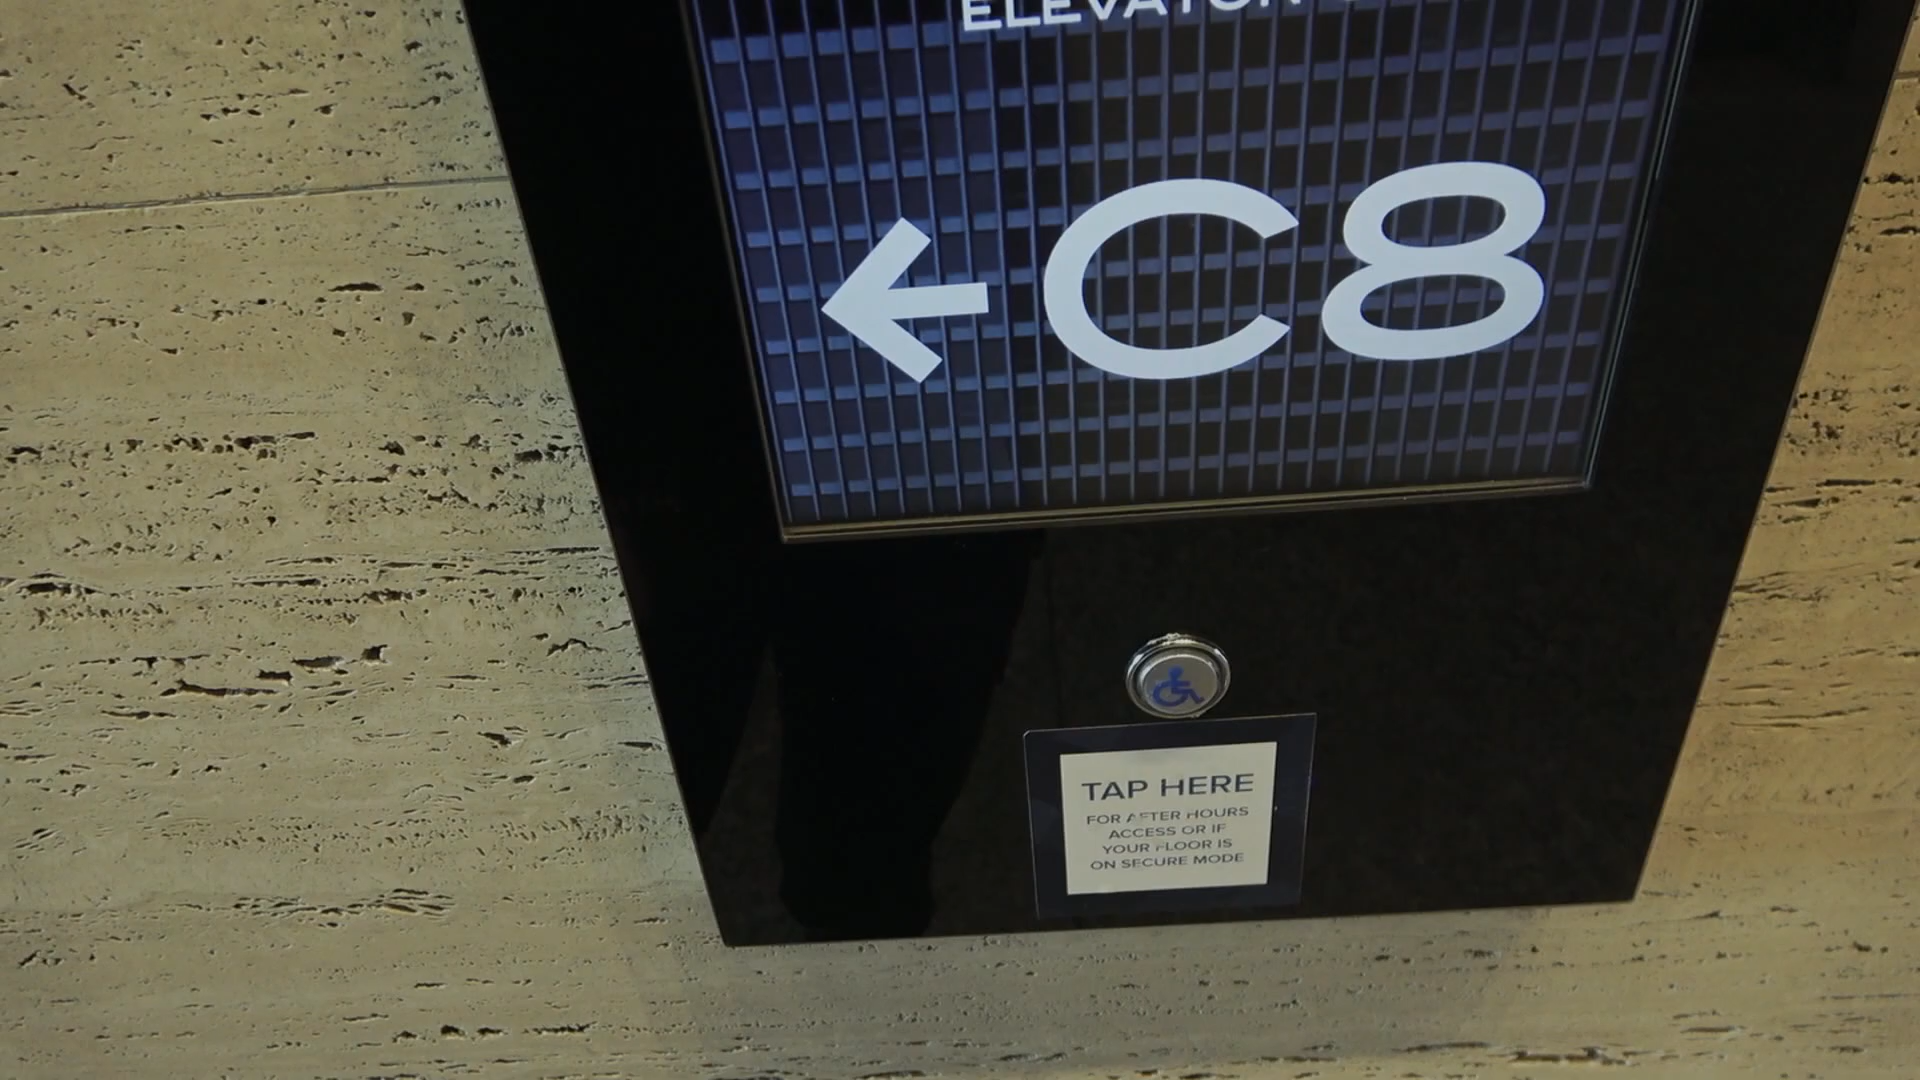 ELEVATOR
← C8
TAP HERE
FOR AFTER HOURS
ACCESS OR IF
YOUR FLOOR IS
ON SECURE MODE